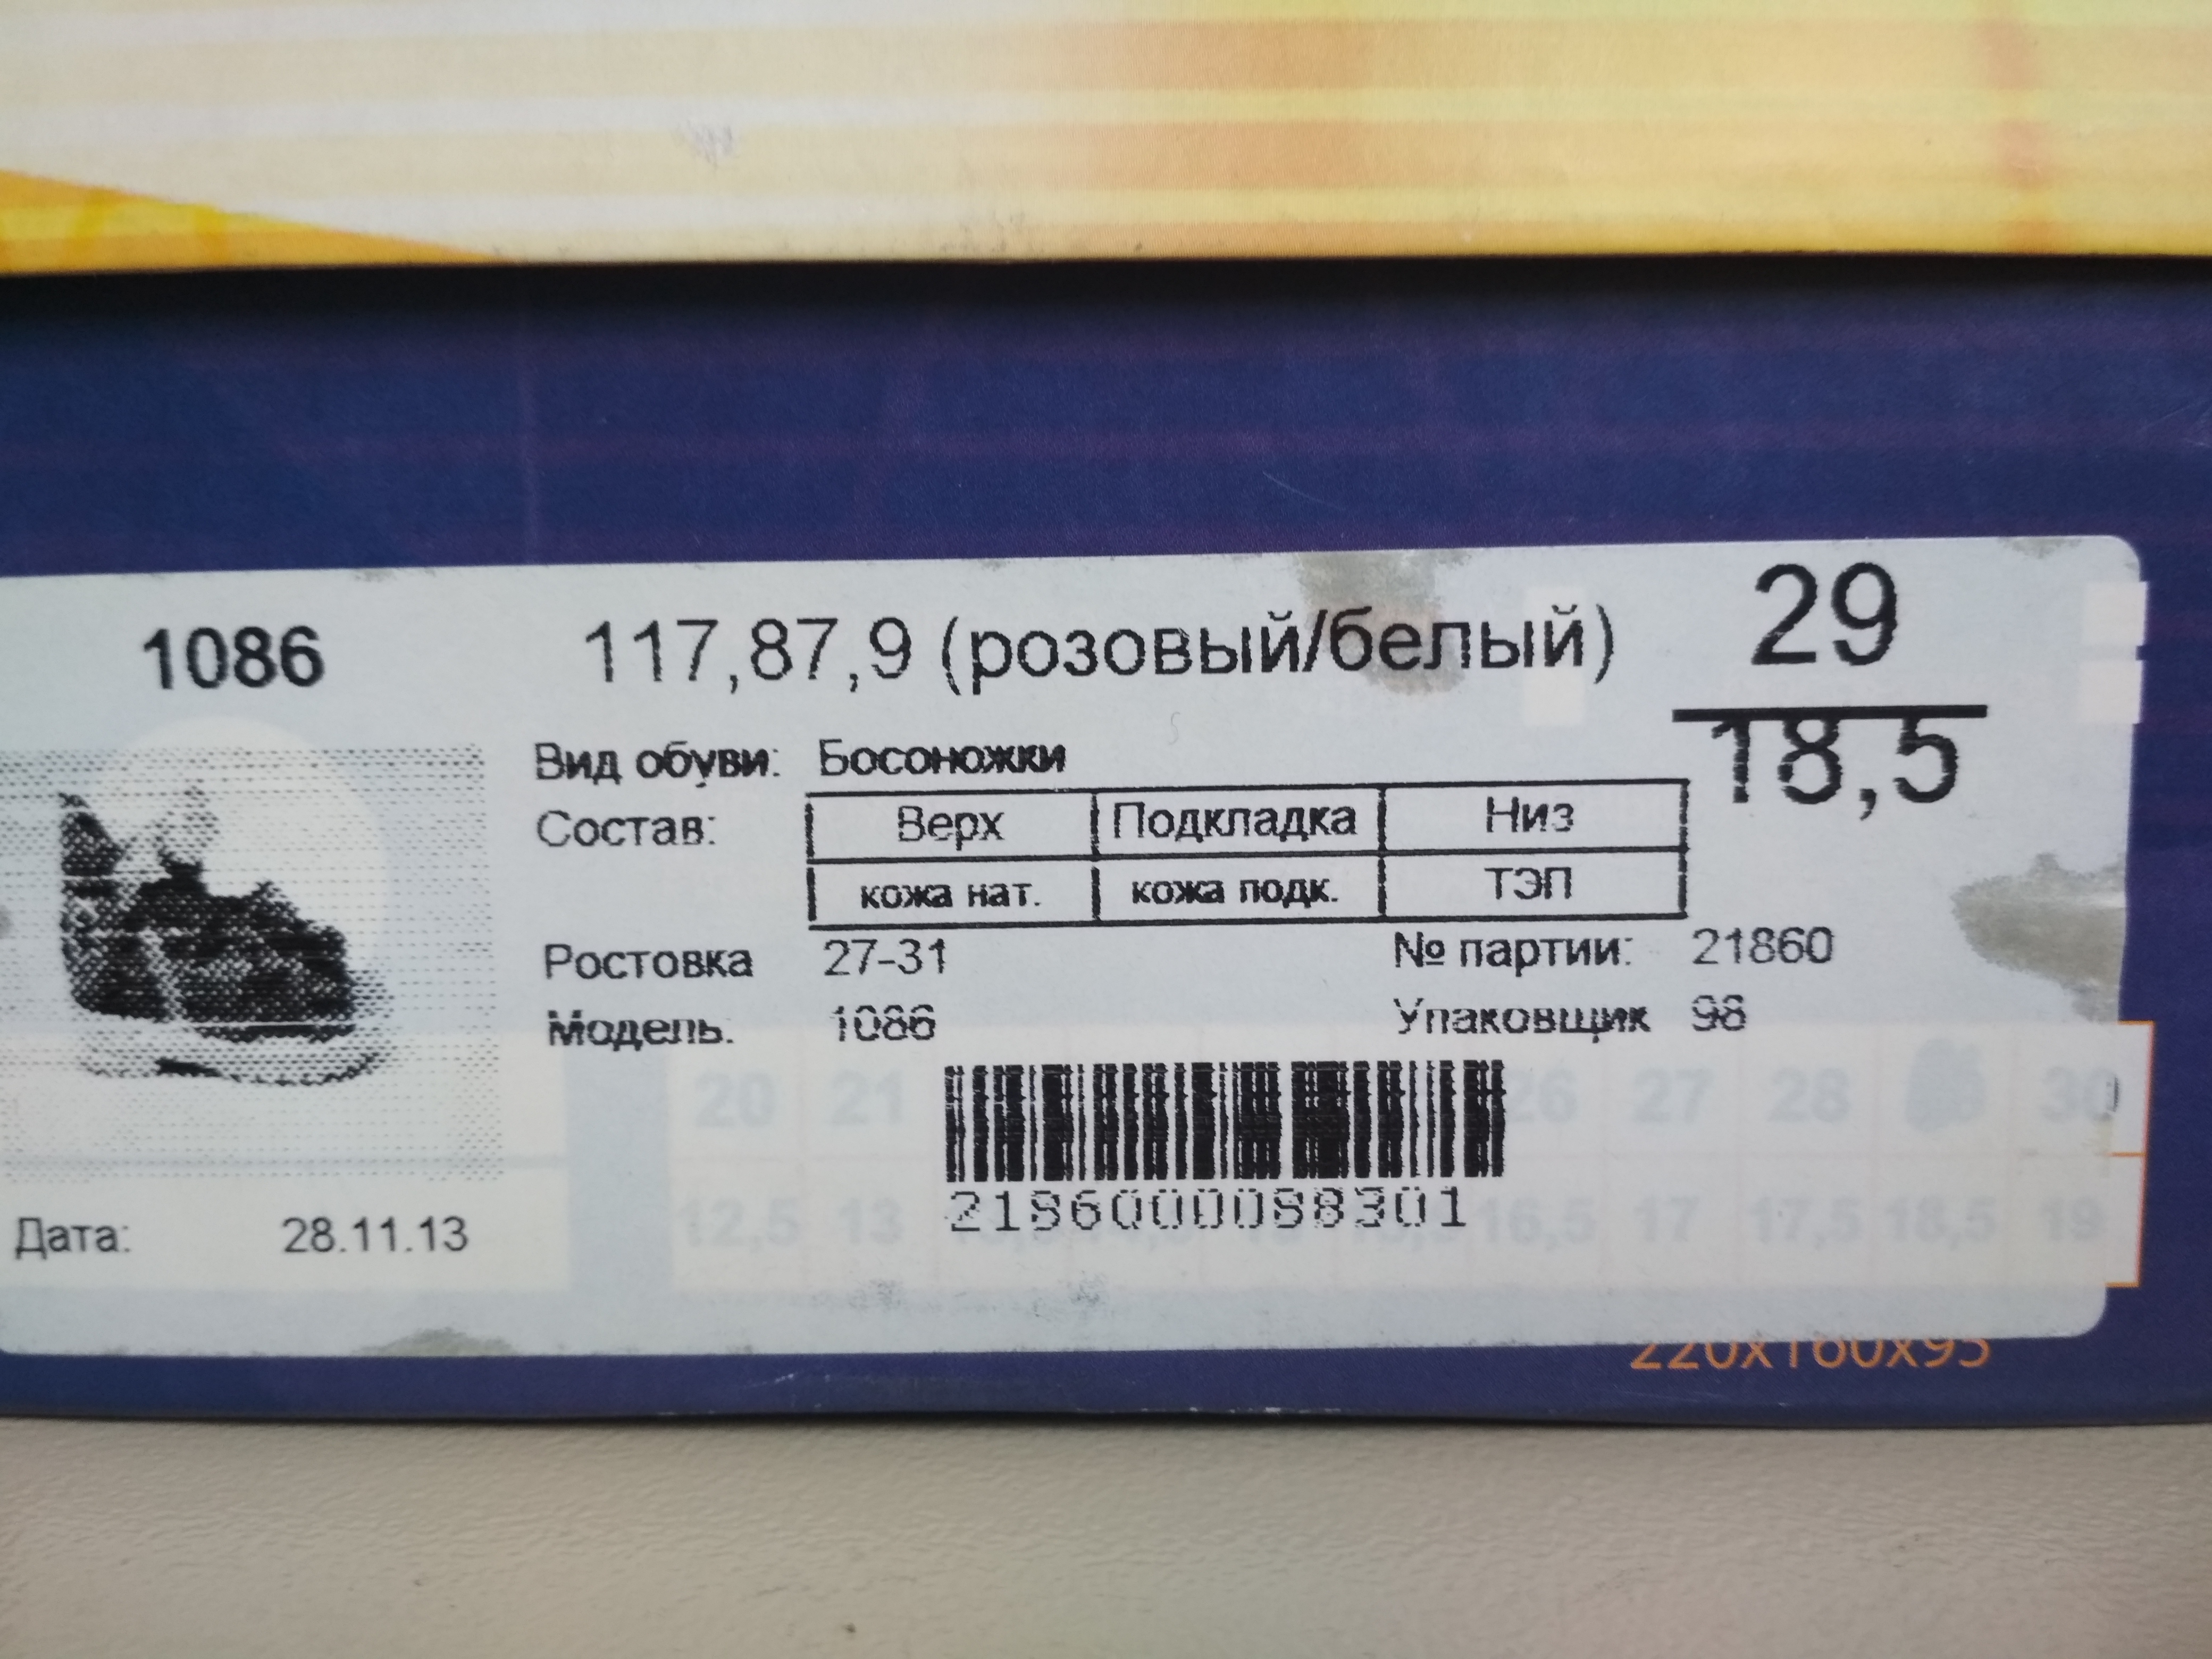 1086 117,87,9 (розовый/белый) 29
18,5
Вид обуви: Босоножки
Состав: Верх Подкладка Низ
кожа нат. кожа подк. ТЭП
Ростовка 27-31 № партии: 21860
Модель. 1086 Упаковщик 98
20 21 26 27 28 30
2186000088301
12,5 13 16,5 17 17,5 18,5 19
Дата: 28.11.13
220x160x95